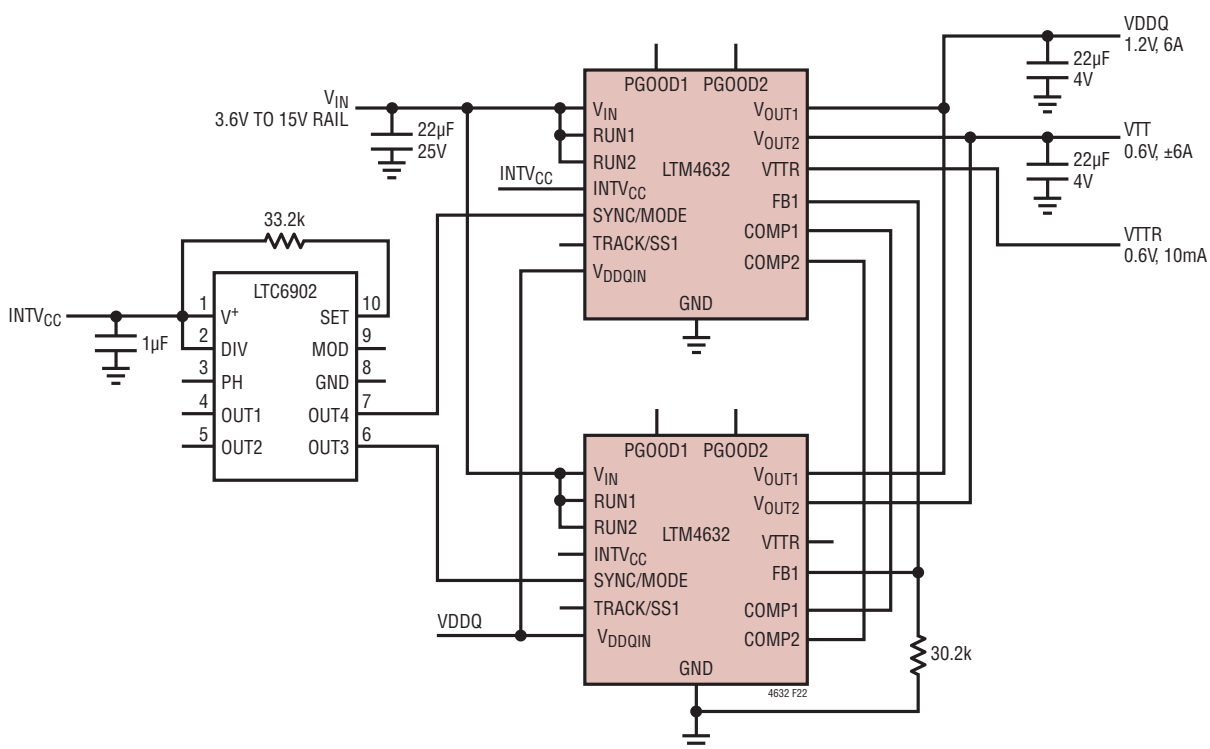 VDDQ
1.2V, 6A
22µF
4V
VTT
0.6V, ±6A
22µF
4V
VTTR
0.6V, 10mA
VIN
3.6V TO 15V RAIL
22µF
25V
INTVCC
PGOOD1 PGOOD2
VIN
RUN1
RUN2
INTVCC
SYNC/MODE
TRACK/SS1
VDDQIN
LTM4632
GND
VOUT1
VOUT2
VTTR
FB1
COMP1
COMP2
33.2k
INTVCC
1µF
LTC6902
1
V+
2
DIV
3
PH
4
OUT1
5
OUT2
10
SET
9
MOD
8
GND
7
OUT4
6
OUT3
PGOOD1 PGOOD2
VIN
RUN1
RUN2
INTVCC
SYNC/MODE
TRACK/SS1
VDDQIN
LTM4632
GND
VOUT1
VOUT2
VTTR
FB1
COMP1
COMP2
VDDQ
30.2k
4632 F22